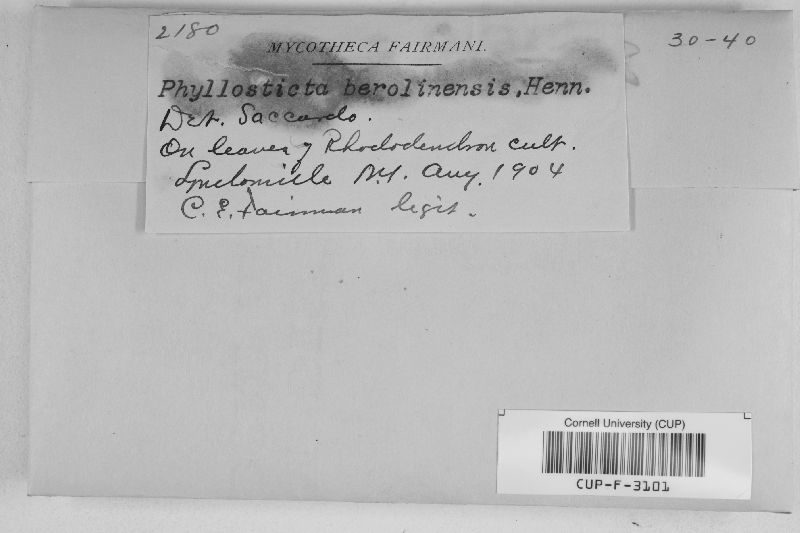 2180
30-40
MYCOTHECA FAIRMANI.
Phyllosticta berolinensis, Henn.
Det. Saccardo.
On leaves of Rhododendron cult.
Lyndonville N.Y. Aug. 1904
C. E. Fairman legit.
Cornell University (CUP)
CUP-F-3101